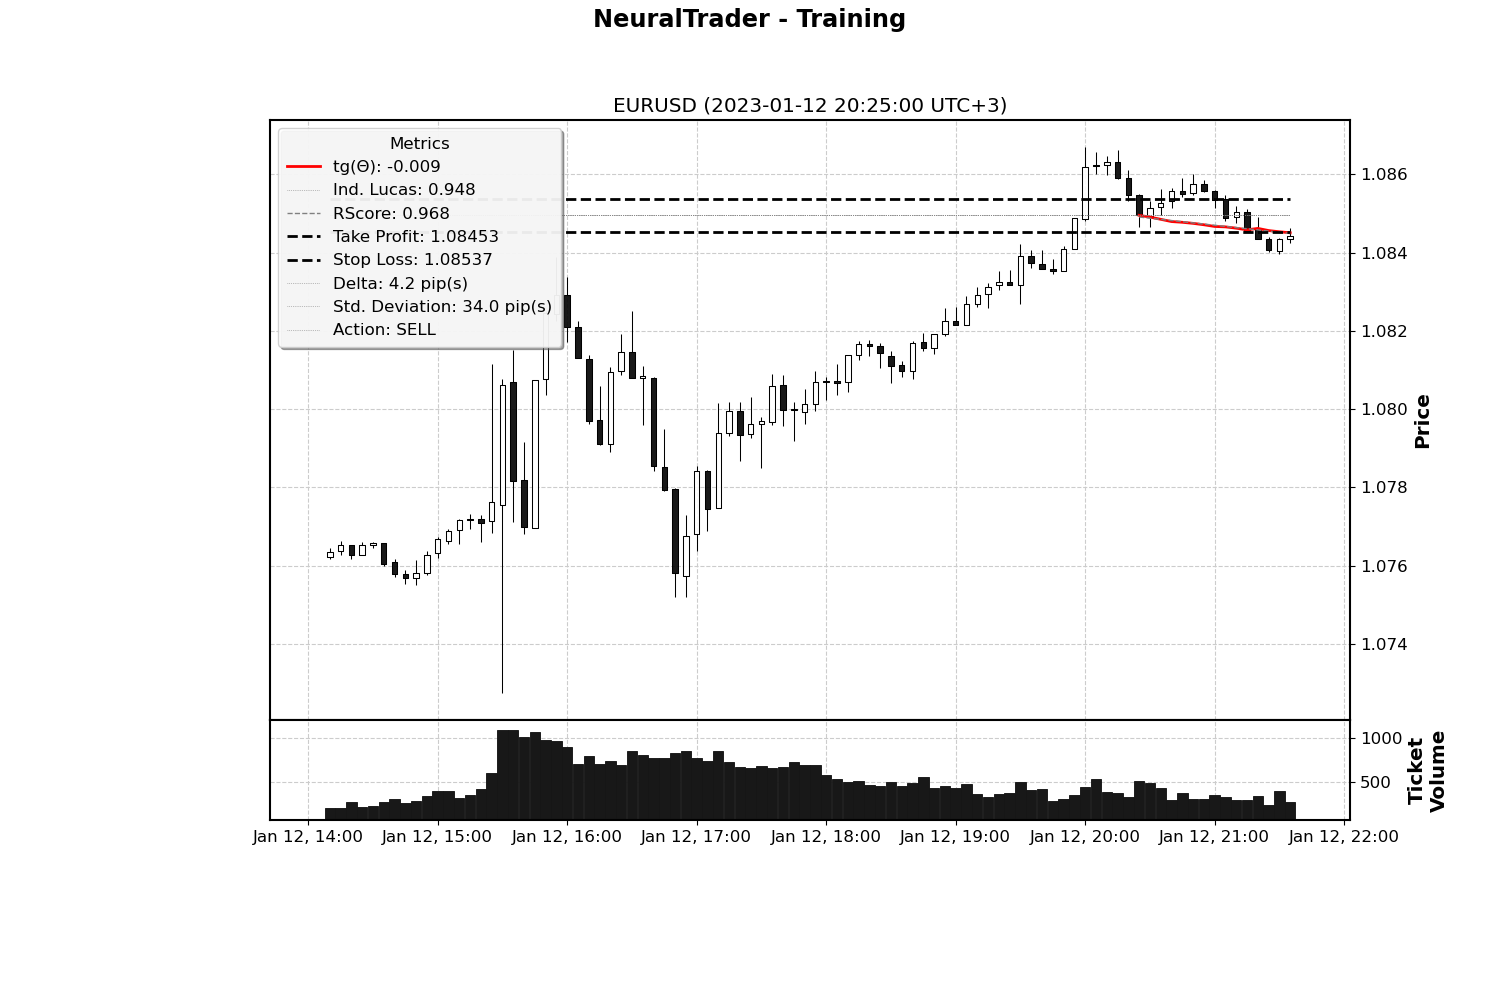 NeuralTrader - Training
EURUSD (2023-01-12 20:25:00 UTC+3)
Metrics
tg(Θ): -0.009
Ind. Lucas: 0.948
RScore: 0.968
Take Profit: 1.08453
Stop Loss: 1.08537
Delta: 4.2 pip(s)
Std. Deviation: 34.0 pip(s)
Action: SELL
1.086
1.084
1.082
1.080
1.078
1.076
1.074
Price
1000
500
Ticket
Volume
Jan 12, 14:00
Jan 12, 15:00
Jan 12, 16:00
Jan 12, 17:00
Jan 12, 18:00
Jan 12, 19:00
Jan 12, 20:00
Jan 12, 21:00
Jan 12, 22:00